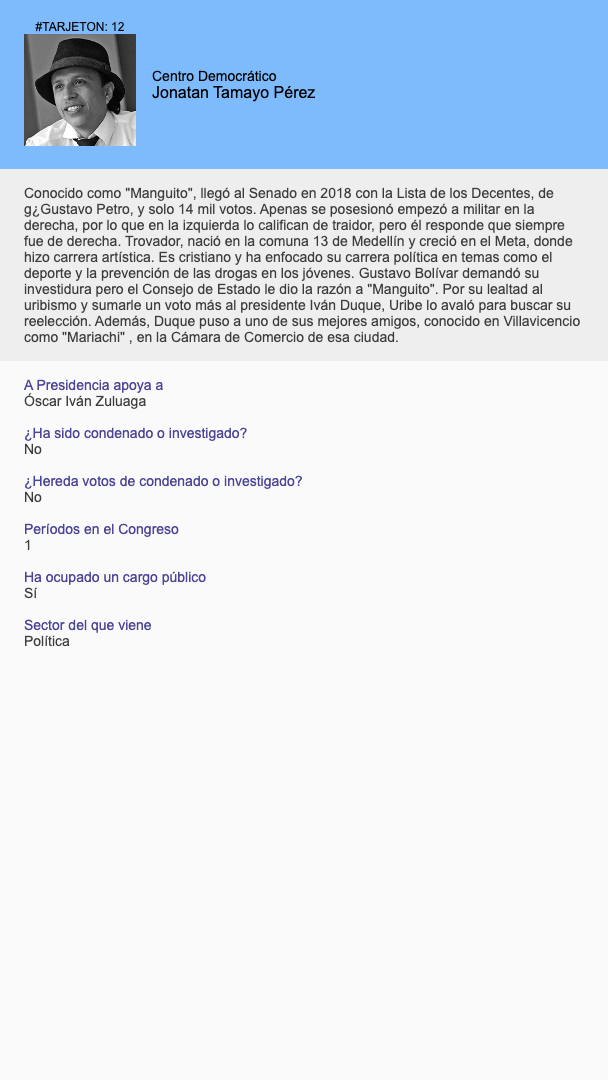 #TARJETON: 12
Centro Democrático
Jonatan Tamayo Pérez
Conocido como "Manguito", llegó al Senado en 2018 con la Lista de los Decentes, de
g¿Gustavo Petro, y solo 14 mil votos. Apenas se posesionó empezó a militar en la
derecha, por lo que en la izquierda lo califican de traidor, pero él responde que siempre
fue de derecha. Trovador, nació en la comuna 13 de Medellín y creció en el Meta, donde
hizo carrera artística. Es cristiano y ha enfocado su carrera política en temas como el
deporte y la prevención de las drogas en los jóvenes. Gustavo Bolívar demandó su
investidura pero el Consejo de Estado le dio la razón a "Manguito". Por su lealtad al
uribismo y sumarle un voto más al presidente Iván Duque, Uribe lo avaló para buscar su
reelección. Además, Duque puso a uno de sus mejores amigos, conocido en Villavicencio
como "Mariachi" , en la Cámara de Comercio de esa ciudad.
A Presidencia apoya a
Óscar Iván Zuluaga
¿Ha sido condenado o investigado?
No
¿Hereda votos de condenado o investigado?
No
Períodos en el Congreso
1
Ha ocupado un cargo público
Sí
Sector del que viene
Política